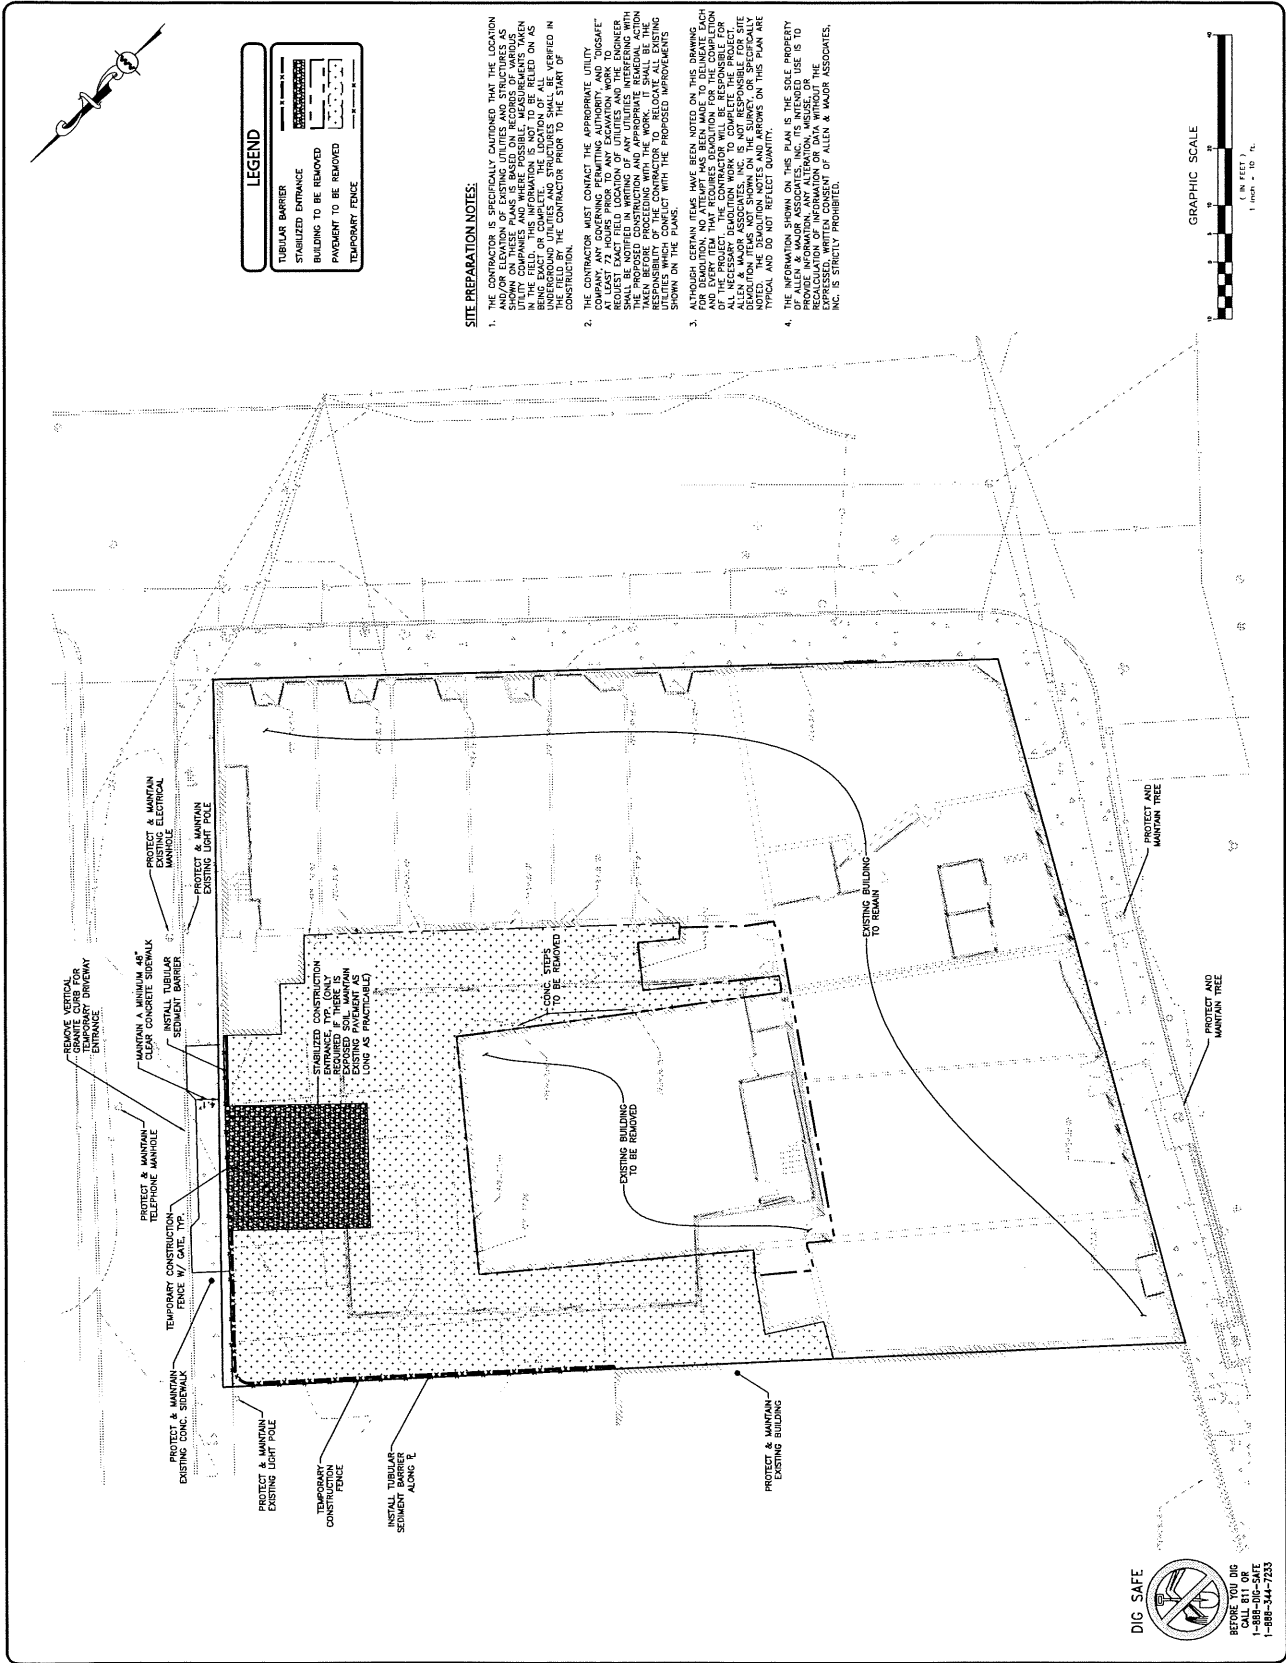 LEGEND
TUBULAR BARRIER
STABILIZED ENTRANCE
BUILDING TO BE REMOVED
PAVEMENT TO BE REMOVED
TEMPORARY FENCE
SITE PREPARATION NOTES:
1. THE CONTRACTOR IS SPECIFICALLY CAUTIONED THAT THE LOCATION
AND/OR ELEVATION OF EXISTING UTILITIES AND STRUCTURES AS
SHOWN ON THESE PLANS IS BASED ON RECORDS OF VARIOUS
UTILITY COMPANIES AND WHERE POSSIBLE, MEASUREMENTS TAKEN
IN THE FIELD. THIS INFORMATION IS NOT TO BE RELIED ON AS
BEING EXACT OR COMPLETE. THE LOCATION OF ALL
UNDERGROUND UTILITIES AND STRUCTURES SHALL BE VERIFIED IN
THE FIELD BY THE CONTRACTOR PRIOR TO THE START OF
CONSTRUCTION.
2. THE CONTRACTOR MUST CONTACT THE APPROPRIATE UTILITY
COMPANY, ANY GOVERNING PERMITTING AUTHORITY, AND "DIGSAFE"
AT LEAST 72 HOURS PRIOR TO ANY EXCAVATION WORK TO
REQUEST EXACT FIELD LOCATION OF UTILITIES AND THE ENGINEER
SHALL BE NOTIFIED IN WRITING OF ANY UTILITIES INTERFERING WITH
THE PROPOSED CONSTRUCTION AND APPROPRIATE REMEDIAL ACTION
TAKEN BEFORE PROCEEDING WITH THE WORK. IT SHALL BE THE
RESPONSIBILITY OF THE CONTRACTOR TO RELOCATE ALL EXISTING
UTILITIES WHICH CONFLICT WITH THE PROPOSED IMPROVEMENTS
SHOWN ON THE PLANS.
3. ALTHOUGH CERTAIN ITEMS HAVE BEEN NOTED ON THIS DRAWING
FOR DEMOLITION, NO ATTEMPT HAS BEEN MADE TO DELINEATE EACH
AND EVERY ITEM THAT REQUIRES DEMOLITION FOR THE COMPLETION
OF THE PROJECT. THE CONTRACTOR WILL BE RESPONSIBLE FOR
ALL NECESSARY DEMOLITION WORK TO COMPLETE THE PROJECT.
ALLEN & MAJOR ASSOCIATES, INC. IS NOT RESPONSIBLE FOR SITE
DEMOLITION ITEMS NOT SHOWN ON THE SURVEY, OR SPECIFICALLY
NOTED. THE DEMOLITION NOTES AND ARROWS ON THIS PLAN ARE
TYPICAL AND DO NOT REFLECT QUANTITY.
4. THE INFORMATION SHOWN ON THIS PLAN IS THE SOLE PROPERTY
OF ALLEN & MAJOR ASSOCIATES, INC. ITS INTENDED USE IS TO
PROVIDE INFORMATION. ANY ALTERATION, MISUSE, OR
RECALCULATION OF INFORMATION OR DATA WITHOUT THE
EXPRESSED, WRITTEN CONSENT OF ALLEN & MAJOR ASSOCIATES,
INC. IS STRICTLY PROHIBITED.
GRAPHIC SCALE
( IN FEET )
1 inch = 10 ft.
REMOVE VERTICAL
GRANITE CURB FOR
TEMPORARY DRIVEWAY
ENTRANCE
PROTECT & MAINTAIN
EXISTING ELECTRICAL
MANHOLE
PROTECT & MAINTAIN
EXISTING LIGHT POLE
MAINTAIN A MINIMUM 48"
CLEAR CONCRETE SIDEWALK
INSTALL TUBULAR
SEDIMENT BARRIER
PROTECT & MAINTAIN
TELEPHONE MANHOLE
TEMPORARY CONSTRUCTION
FENCE W/ GATE, TYP.
PROTECT & MAINTAIN
EXISTING CONC. SIDEWALK
PROTECT & MAINTAIN
EXISTING LIGHT POLE
TEMPORARY
CONSTRUCTION
FENCE
INSTALL TUBULAR
SEDIMENT BARRIER
ALONG PL
STABILIZED CONSTRUCTION
ENTRANCE, TYP. (ONLY
REQUIRED IF THERE IS
EXPOSED SOIL. MAINTAIN
EXISTING PAVEMENT AS
LONG AS PRACTICABLE)
CONC. STEPS
TO BE REMOVED
EXISTING BUILDING
TO BE REMOVED
EXISTING BUILDING
TO REMAIN
PROTECT & MAINTAIN
EXISTING BUILDING
PROTECT AND
MAINTAIN TREE
PROTECT AND
MAINTAIN TREE
DIG SAFE
BEFORE YOU DIG
CALL 811 OR
1-888-DIG-SAFE
1-888-344-7233